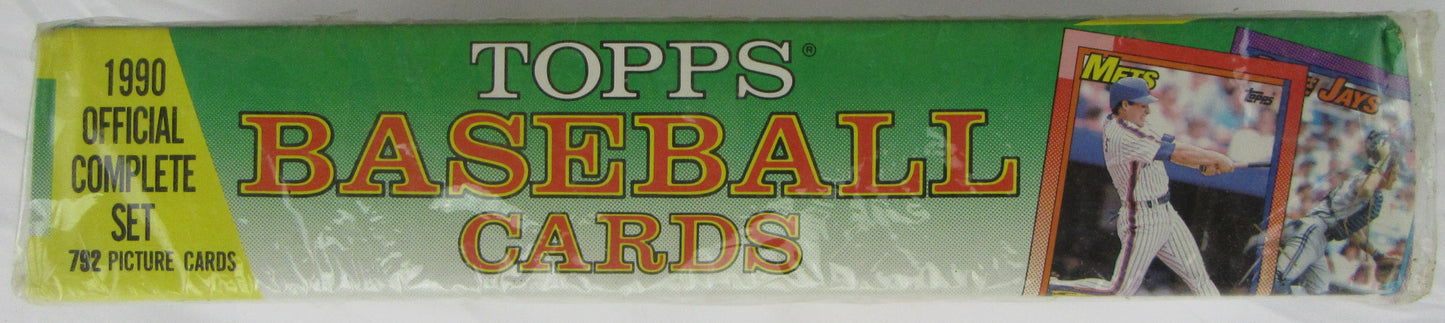 1990
OFFICIAL
COMPLETE
SET
792 PICTURE CARDS
TOPPS®
BASEBALL
CARDS
METS
TOPPS
JAYS